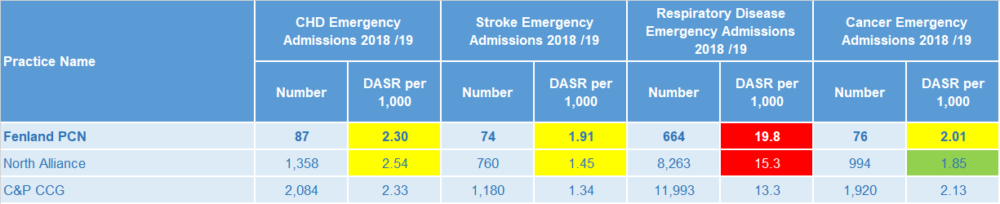 Practice Name
CHD Emergency
Admissions 2018 /19
Stroke Emergency
Admissions 2018 /19
Respiratory Disease
Emergency Admissions
2018 /19
Cancer Emergency
Admissions 2018 /19
Number
DASR per
1,000
Number
DASR per
1,000
Number
DASR per
1,000
Number
DASR per
1,000
Fenland PCN 87 2.30 74 1.91 664 19.8 76 2.01
North Alliance 1,358 2.54 760 1.45 8,263 15.3 994 1.85
C&P CCG 2,084 2.33 1,180 1.34 11,993 13.3 1,920 2.13